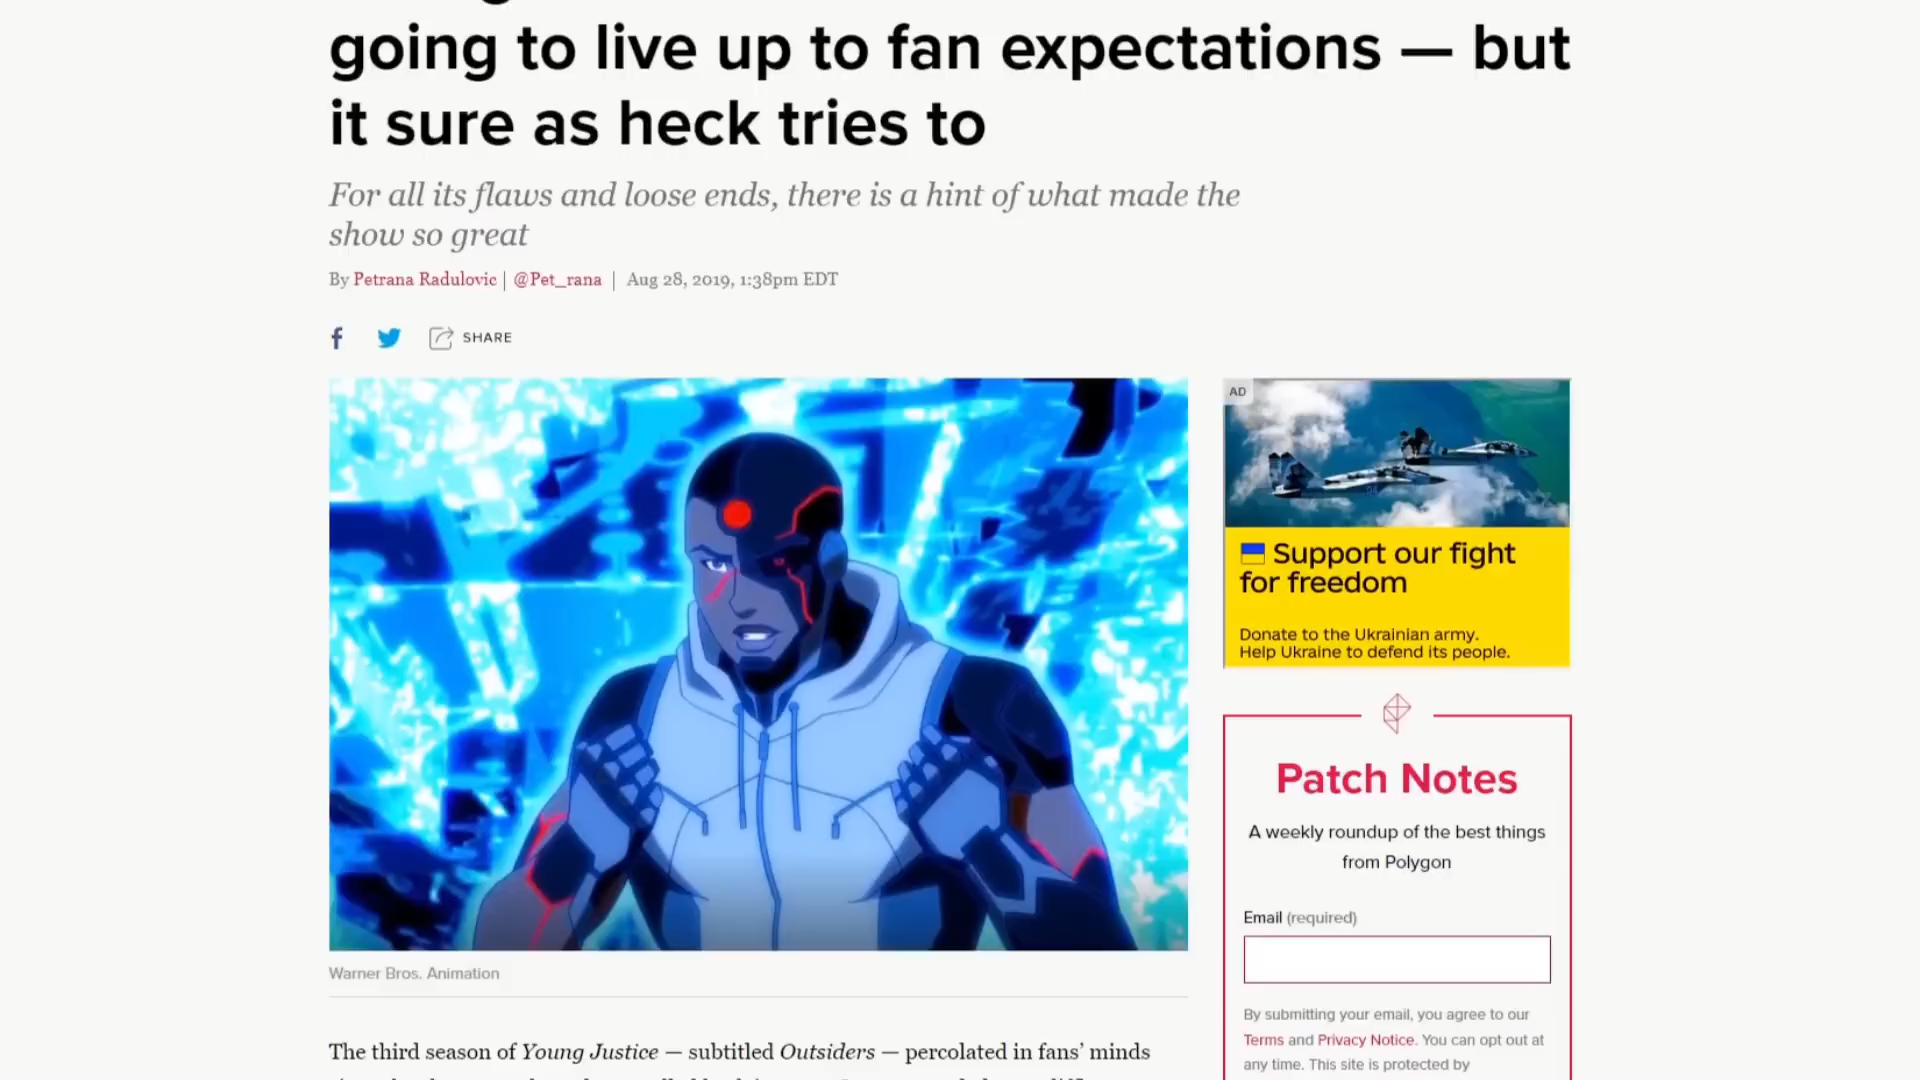 going to live up to fan expectations — but
it sure as heck tries to
For all its flaws and loose ends, there is a hint of what made the
show so great
By Petrana Radulovic | @Pet_rana | Aug 28, 2019, 1:38pm EDT
SHARE
AD
Support our fight
for freedom
Donate to the Ukrainian army.
Help Ukraine to defend its people.
Patch Notes
A weekly roundup of the best things
from Polygon
Email (required)
By submitting your email, you agree to our
Terms and Privacy Notice. You can opt out at
any time. This site is protected by
Warner Bros. Animation
The third season of Young Justice — subtitled Outsiders — percolated in fans’ minds